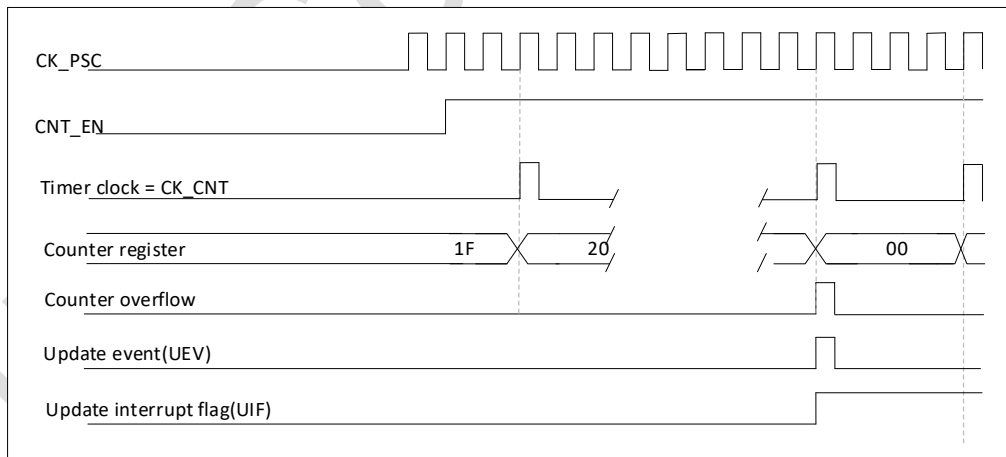 CK_PSC
CNT_EN
Timer clock = CK_CNT
Counter register 1F 20 00
Counter overflow
Update event(UEV)
Update interrupt flag(UIF)